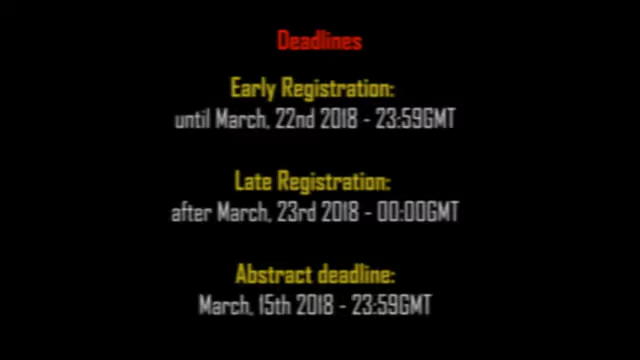 Deadlines
Early Registration:
until March, 22nd 2018 - 23:59GMT
Late Registration:
after March, 23rd 2018 - 00:00GMT
Abstract deadline:
March, 15th 2018 - 23:59GMT